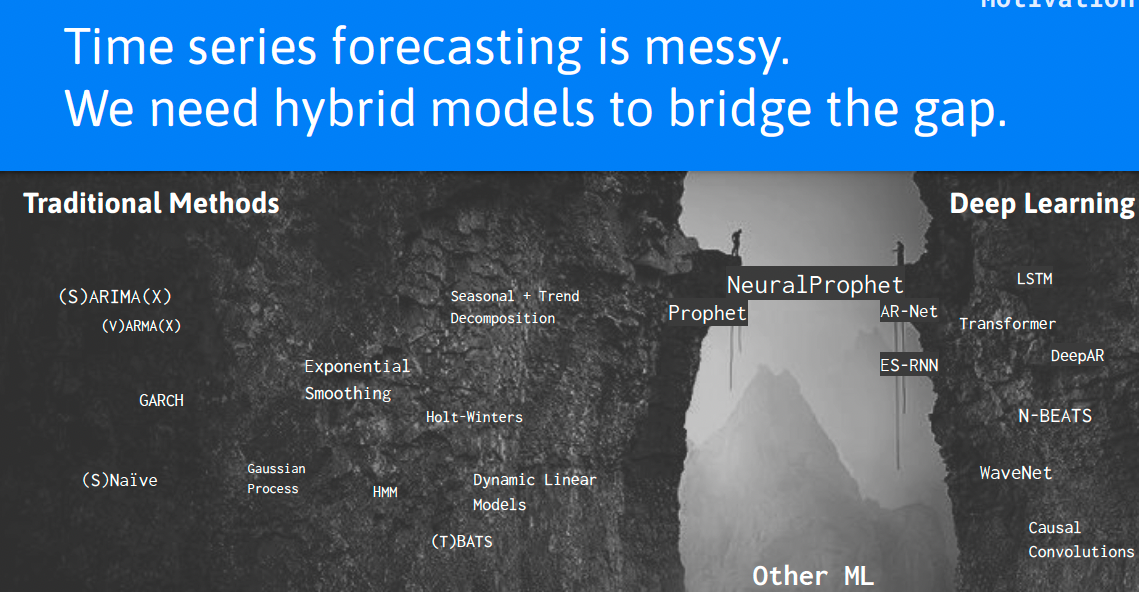 Motivation
Time series forecasting is messy.
We need hybrid models to bridge the gap.
Traditional Methods
Deep Learning
(S)ARIMA(X)
(V)ARMA(X)
Seasonal + Trend
Decomposition
Exponential
Smoothing
GARCH
Holt-Winters
(S)Naïve
Gaussian
Process
HMM
Dynamic Linear
Models
(T)BATS
NeuralProphet
Prophet
AR-Net
ES-RNN
Other ML
LSTM
Transformer
DeepAR
N-BEATS
WaveNet
Causal
Convolutions